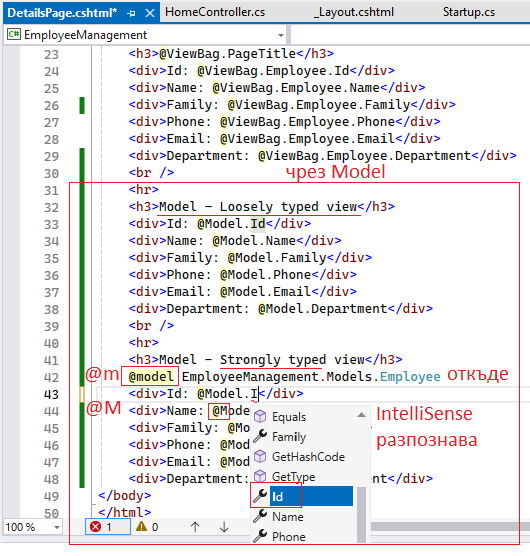 DetailsPage.cshtml* HomeController.cs _Layout.cshtml Startup.cs
C# EmployeeManagement
23 <h3>@ViewBag.PageTitle</h3>
24 <div>Id: @ViewBag.Employee.Id</div>
25 <div>Name: @ViewBag.Employee.Name</div>
26 <div>Family: @ViewBag.Employee.Family</div>
27 <div>Phone: @ViewBag.Employee.Phone</div>
28 <div>Email: @ViewBag.Employee.Email</div>
29 <div>Department: @ViewBag.Employee.Department</div>
30 <br />
чрез Model
31 <hr>
32 <h3>Model – Loosely typed view</h3>
33 <div>Id: @Model.Id</div>
34 <div>Name: @Model.Name</div>
35 <div>Family: @Model.Family</div>
36 <div>Phone: @Model.Phone</div>
37 <div>Email: @Model.Email</div>
38 <div>Department: @Model.Department</div>
39 <br />
40 <hr>
41 <h3>Model – Strongly typed view</h3>
@m 42 @model EmployeeManagement.Models.Employee откъде
43 <div>Id: @Model.I</div>
@M 44 <div>Name: @Mode
45 <div>Family: @Mo
46 <div>Phone: @Mod
47 <div>Email: @Mod
48 <div>Department: ent</div>
49 </body>
50 </html>
Equals
Family
GetHashCode
GetType
Id
Name
Phone
IntelliSense
разпознава
100 % 1 0